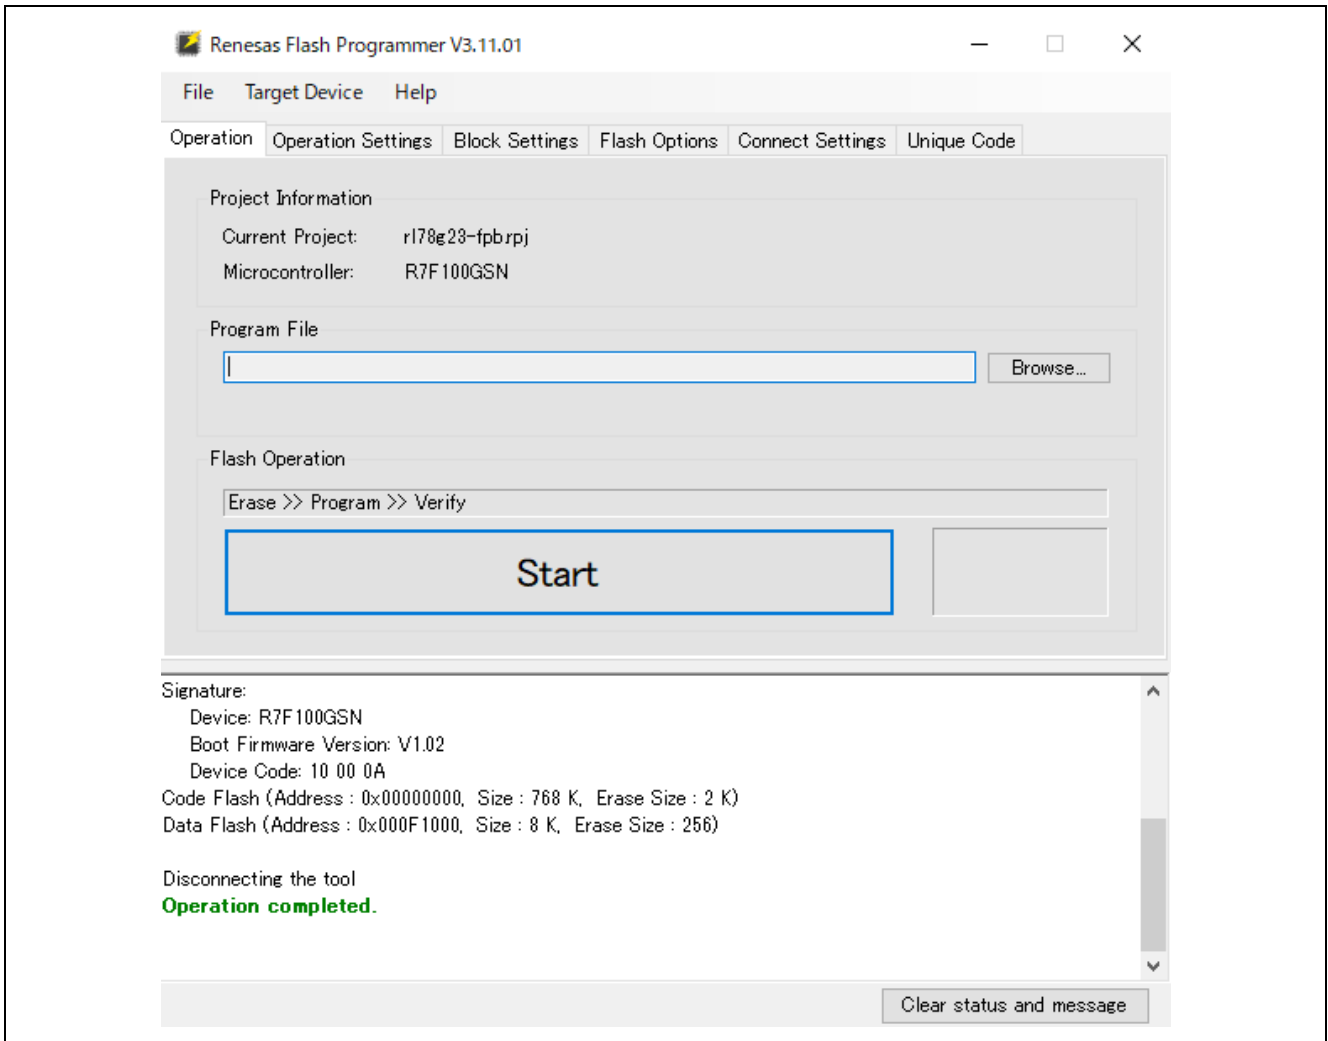 Renesas Flash Programmer V3.11.01
File Target Device Help
Operation Operation Settings Block Settings Flash Options Connect Settings Unique Code
Project Information
Current Project: rl78g23-fpb.rpj
Microcontroller: R7F100GSN
Program File
Browse...
Flash Operation
Erase >> Program >> Verify
Start
Signature:
Device: R7F100GSN
Boot Firmware Version: V1.02
Device Code: 10 00 0A
Code Flash (Address : 0x00000000, Size : 768 K, Erase Size : 2 K)
Data Flash (Address : 0x000F1000, Size : 8 K, Erase Size : 256)
Disconnecting the tool
Operation completed.
Clear status and message